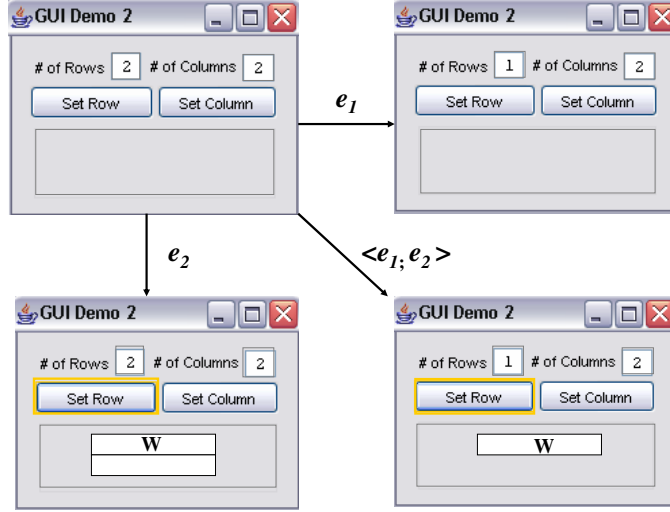 GUI Demo 2
# of Rows 2 # of Columns 2
Set Row Set Column
e1
GUI Demo 2
# of Rows 1 # of Columns 2
Set Row Set Column
e2
<e1; e2>
GUI Demo 2
# of Rows 2 # of Columns 2
Set Row Set Column
W
GUI Demo 2
# of Rows 1 # of Columns 2
Set Row Set Column
W